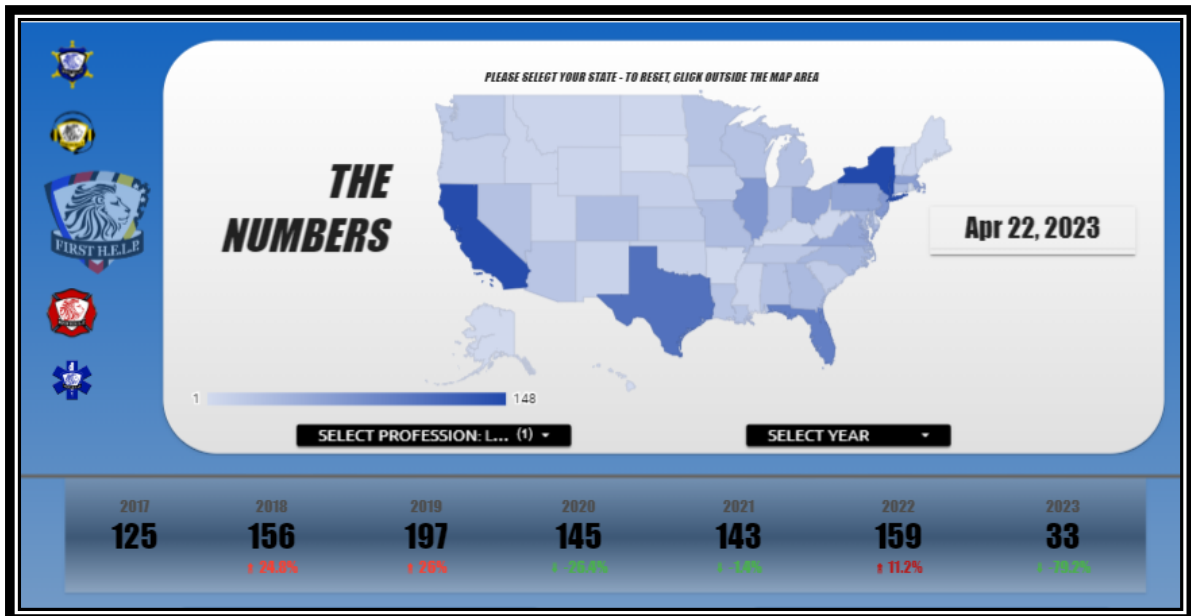 PLEASE SELECT YOUR STATE - TO RESET, CLICK OUTSIDE THE MAP AREA
THE
NUMBERS
FIRST H.E.L.P.
Apr 22, 2023
1
148
SELECT PROFESSION: L... (1)
SELECT YEAR
2017 2018 2019 2020 2021 2022 2023
125 156 197 145 143 159 33
24.8% 26% -26.4% -1.4% 11.2% -79.2%